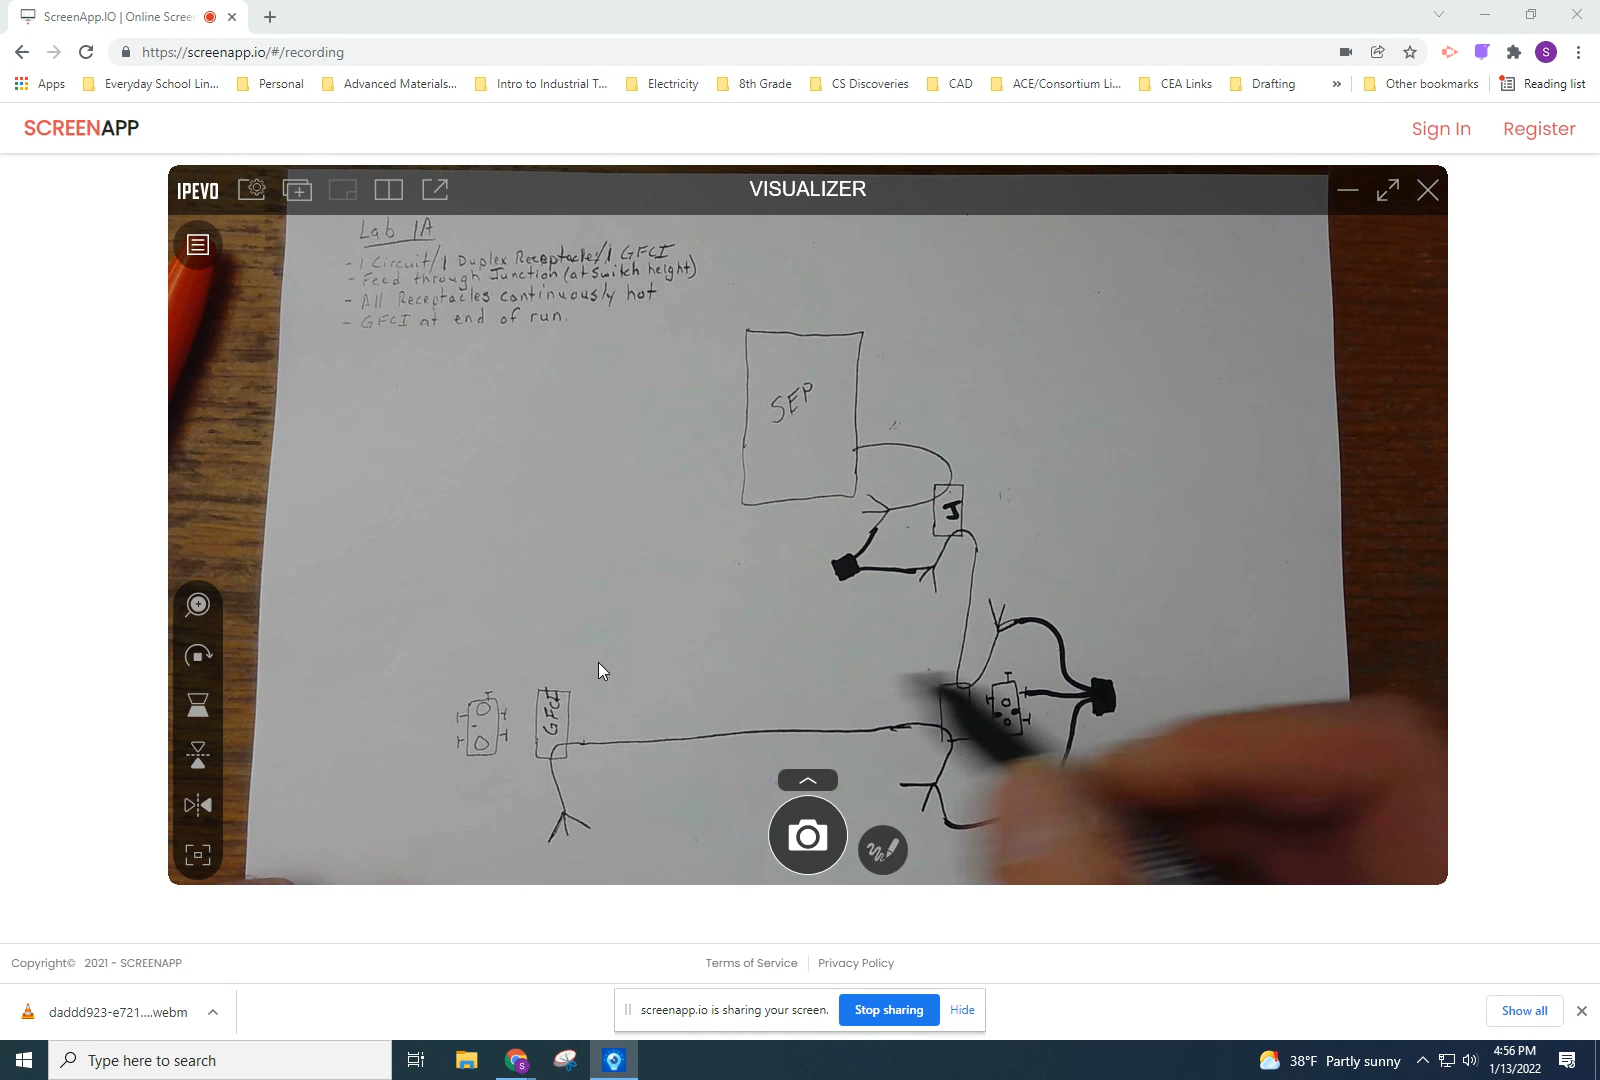 ScreenApp.IO | Online Screen
https://screenapp.io/#/recording
S
Apps
Everyday School Lin...
Personal
Advanced Materials...
Intro to Industrial T...
Electricity
8th Grade
CS Discoveries
CAD
ACE/Consortium Li...
CEA Links
Drafting
»
Other bookmarks
Reading list
SCREENAPP
Sign In
Register
IPEVO
VISUALIZER
Lab 1A
- 1 Circuit/1 Duplex Receptacle/1 GFCI
- Feed through Junction (at switch height)
- All Receptacles continuously hot
- GFCI at end of run.
SEP
J
GFCI
Copyright© 2021 - SCREENAPP
Terms of Service
Privacy Policy
daddd923-e721....webm
screenapp.io is sharing your screen.
Stop sharing
Hide
Show all
Type here to search
S
38°F Partly sunny
4:56 PM
1/13/2022